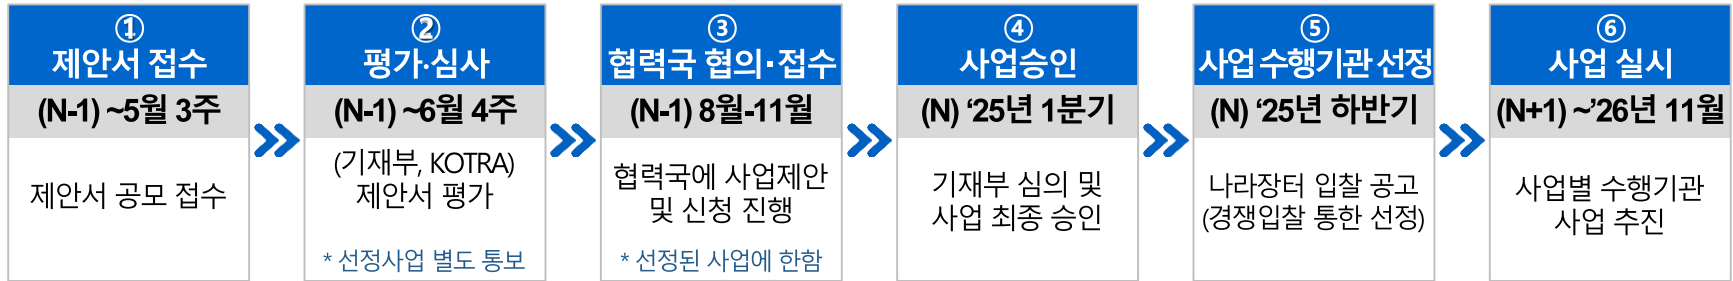 ①
제안서 접수
(N-1) ~5월 3주
제안서 공모 접수
②
평가·심사
(N-1) ~6월 4주
(기재부, KOTRA)
제안서 평가
* 선정사업 별도 통보
③
협력국 협의·접수
(N-1) 8월-11월
협력국에 사업제안
및 신청 진행
* 선정된 사업에 한함
④
사업승인
(N) ‘25년 1분기
기재부 심의 및
사업 최종 승인
⑤
사업 수행기관 선정
(N) ‘25년 하반기
나라장터 입찰 공고
(경쟁입찰 통한 선정)
⑥
사업 실시
(N+1) ~’26년 11월
사업별 수행기관
사업 추진